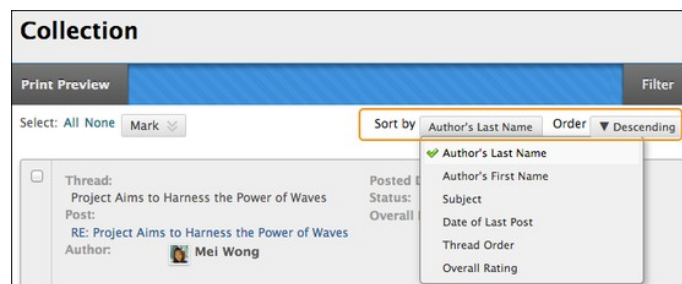 Collection
Print Preview Filter
Select: All None Mark Sort by Author's Last Name Order ▼ Descending
Author's Last Name
Author's First Name
Subject
Date of Last Post
Thread Order
Overall Rating
Thread:
Project Aims to Harness the Power of Waves
Post:
RE: Project Aims to Harness the Power of Waves
Author: Mei Wong
Posted
Status:
Overall